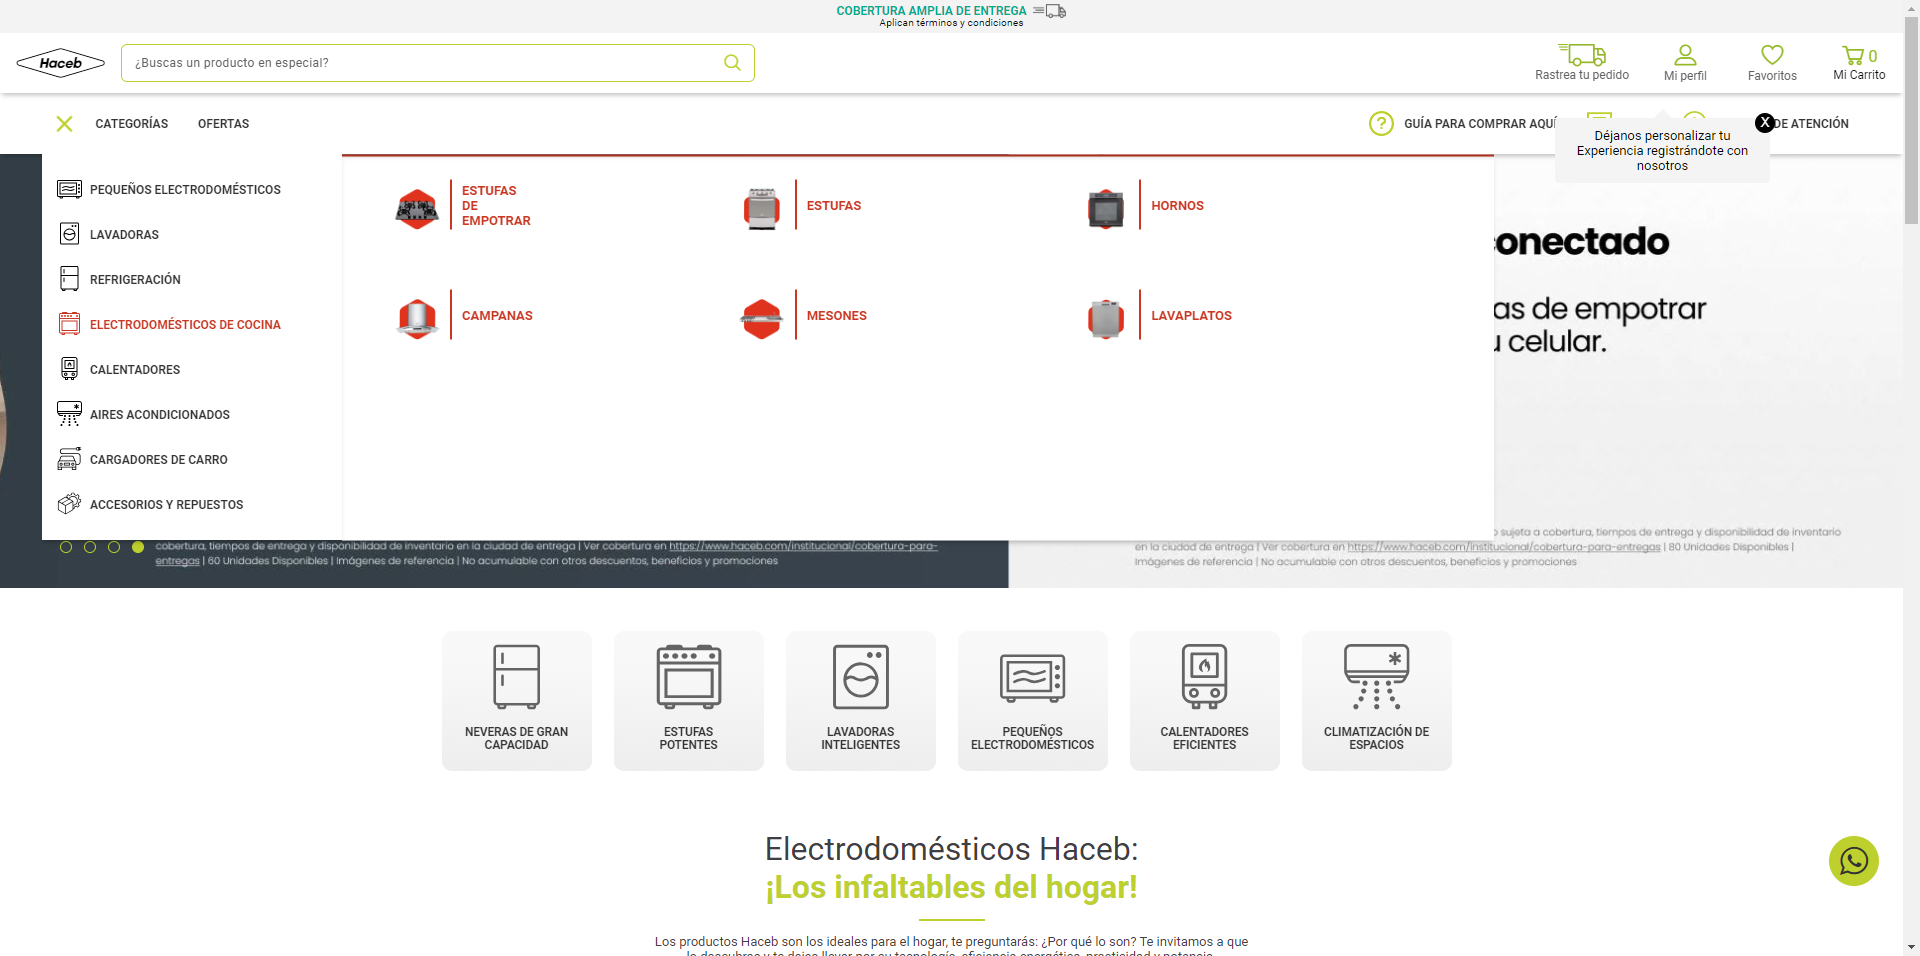 COBERTURA AMPLIA DE ENTREGA
Aplican términos y condiciones
Haceb
¿Buscas un producto en especial?
Rastrea tu pedido
Mi perfil
Favoritos
0
Mi Carrito
CATEGORÍAS
OFERTAS
GUÍA PARA COMPRAR AQUÍ
DE ATENCIÓN
X
Déjanos personalizar tu
Experiencia registrándote con
nosotros
PEQUEÑOS ELECTRODOMÉSTICOS
LAVADORAS
REFRIGERACIÓN
ELECTRODOMÉSTICOS DE COCINA
CALENTADORES
AIRES ACONDICIONADOS
CARGADORES DE CARRO
ACCESORIOS Y REPUESTOS
ESTUFAS
DE
EMPOTRAR
ESTUFAS
HORNOS
CAMPANAS
MESONES
LAVAPLATOS
conectado
as de empotrar
u celular.
cobertura, tiempos de entrega y disponibilidad de inventario en la ciudad de entrega | Ver cobertura en https://www.haceb.com/institucional/cobertura-para-
entregas | 60 Unidades Disponibles | Imágenes de referencia | No acumulable con otros descuentos, beneficios y promociones
o sujeta a cobertura, tiempos de entrega y disponibilidad de inventario
en la ciudad de entrega | Ver cobertura en https://www.haceb.com/institucional/cobertura-para-entregas | 80 Unidades Disponibles |
Imágenes de referencia | No acumulable con otros descuentos, beneficios y promociones
NEVERAS DE GRAN
CAPACIDAD
ESTUFAS
POTENTES
LAVADORAS
INTELIGENTES
PEQUEÑOS
ELECTRODOMÉSTICOS
CALENTADORES
EFICIENTES
CLIMATIZACIÓN DE
ESPACIOS
Electrodomésticos Haceb:
¡Los infaltables del hogar!
Los productos Haceb son los ideales para el hogar, te preguntarás: ¿Por qué lo son? Te invitamos a que